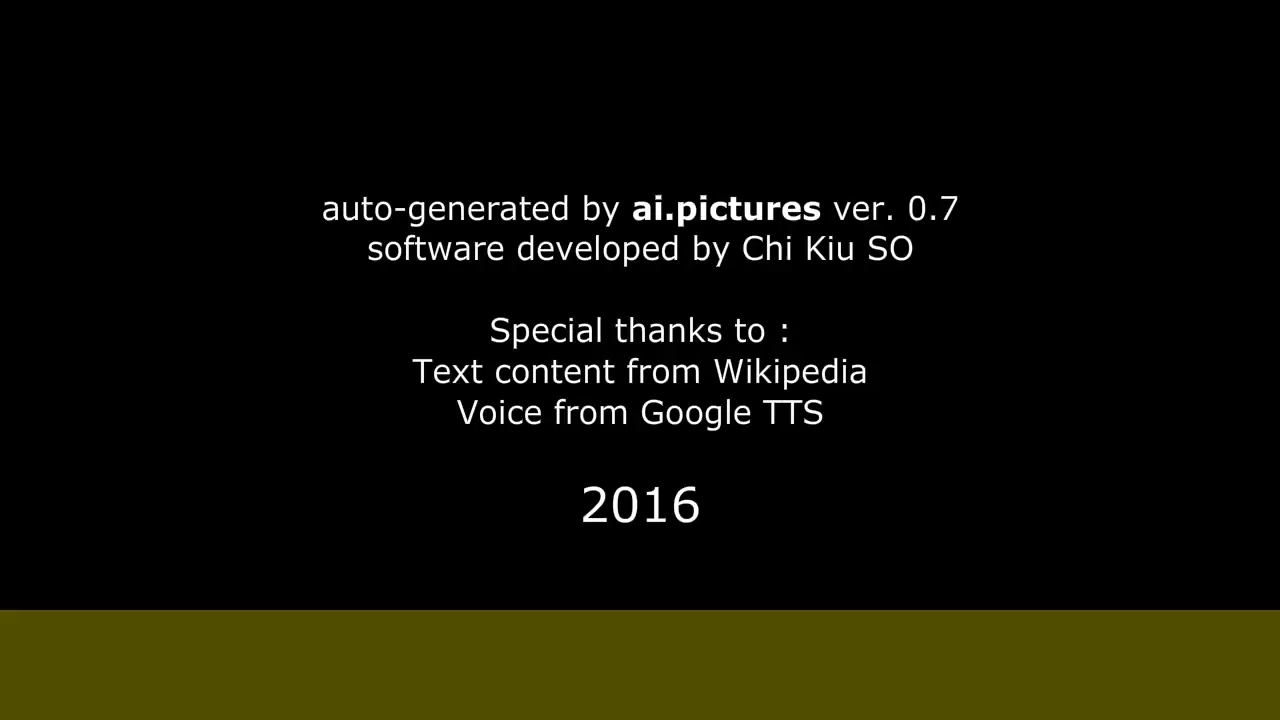 auto-generated by ai.pictures ver. 0.7
software developed by Chi Kiu SO
Special thanks to :
Text content from Wikipedia
Voice from Google TTS
2016